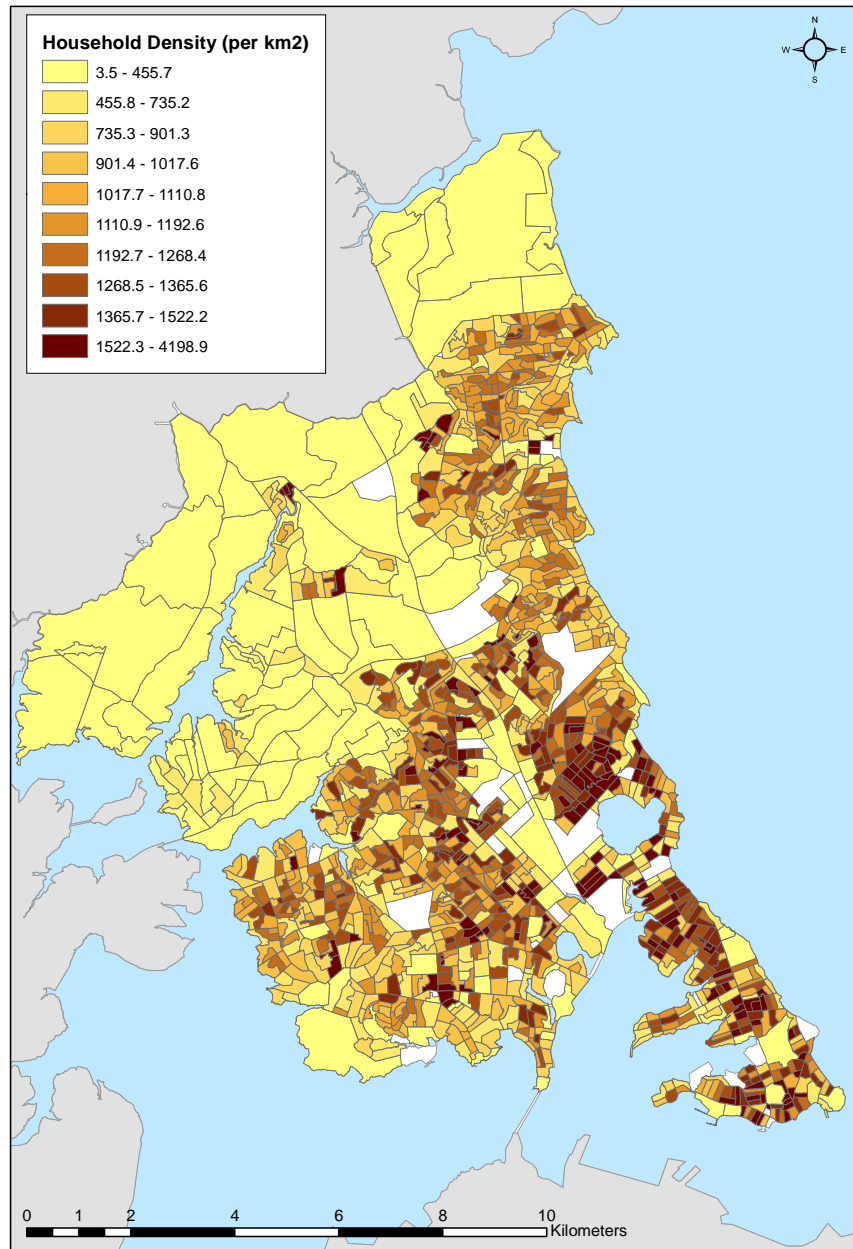 Household Density (per km2)
3.5 - 455.7
455.8 - 735.2
735.3 - 901.3
901.4 - 1017.6
1017.7 - 1110.8
1110.9 - 1192.6
1192.7 - 1268.4
1268.5 - 1365.6
1365.7 - 1522.2
1522.3 - 4198.9
N
W E
S
0 2 4 6 8 10
Kilometers